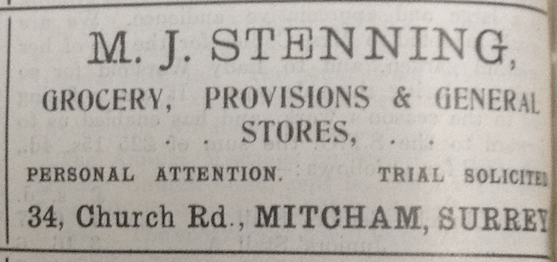 M. J. STENNING,
GROCERY, PROVISIONS & GENERAL
. . STORES, . .
PERSONAL ATTENTION. TRIAL SOLICITED
34, Church Rd., MITCHAM, SURREY